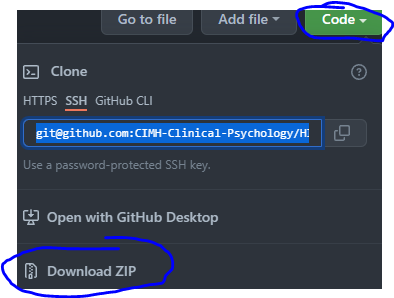 Go to file Add file Code
Clone
HTTPS SSH GitHub CLI
git@github.com:CIMH-Clinical-Psychology/HI
Use a password-protected SSH key.
Open with GitHub Desktop
Download ZIP